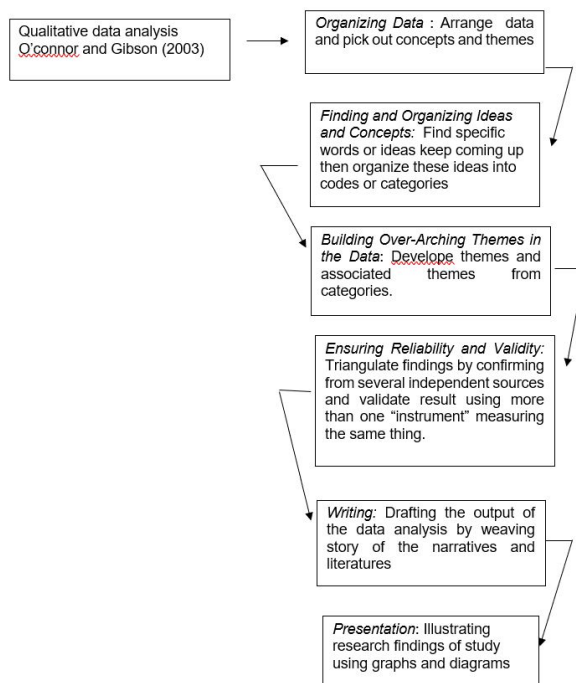 Qualitative data analysis
O'connor and Gibson (2003)
Organizing Data : Arrange data
and pick out concepts and themes
Finding and Organizing Ideas
and Concepts: Find specific
words or ideas keep coming up
then organize these ideas into
codes or categories
Building Over-Arching Themes in
the Data: Develope themes and
associated themes from
categories.
Ensuring Reliability and Validity:
Triangulate findings by confirming
from several independent sources
and validate result using more
than one “instrument” measuring
the same thing.
Writing: Drafting the output of
the data analysis by weaving
story of the narratives and
literatures
Presentation: Illustrating
research findings of study
using graphs and diagrams